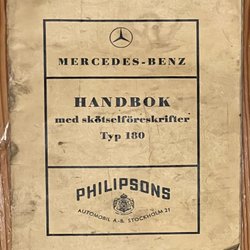 MERCEDES-BENZ
HANDBOK
med skötselföreskrifter
Typ 180
PHILIPSONS
AUTOMOBIL A.-B. STOCKHOLM 21